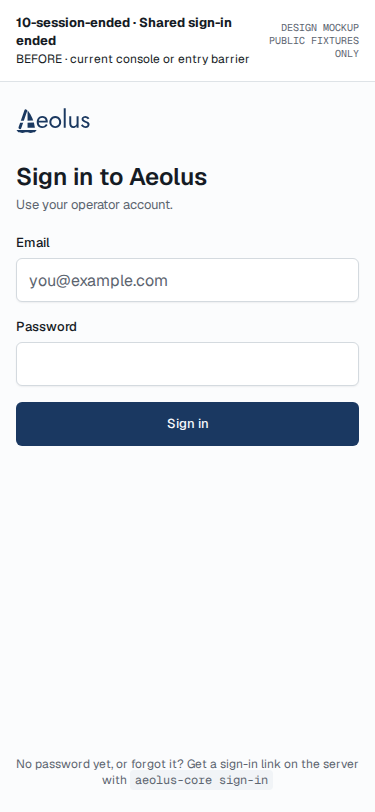 10-session-ended · Shared sign-in
ended
BEFORE · current console or entry barrier
DESIGN MOCKUP
PUBLIC FIXTURES
ONLY
Aeolus
Sign in to Aeolus
Use your operator account.
Email
you@example.com
Password
Sign in
No password yet, or forgot it? Get a sign-in link on the server
with aeolus-core sign-in